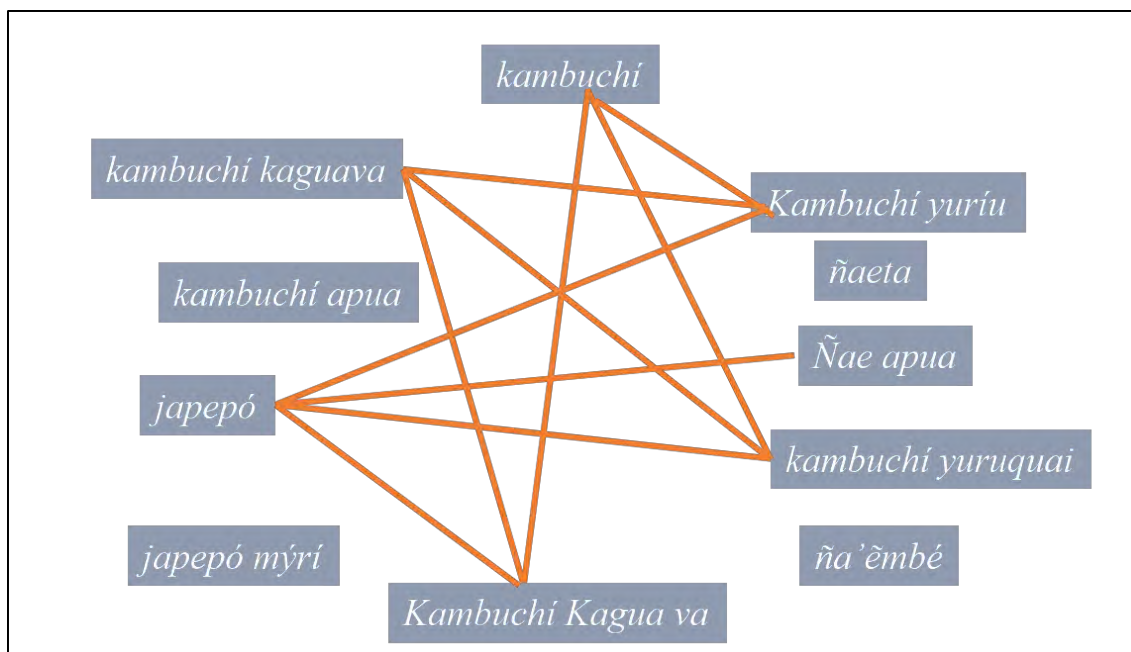 kambuchí
kambuchí kaguava
Kambuchí yuríu
ñaeta
kambuchí apua
Ñae apua
japepó
kambuchí yuruquai
japepó mýrí
ña’ẽmbé
Kambuchí Kagua va